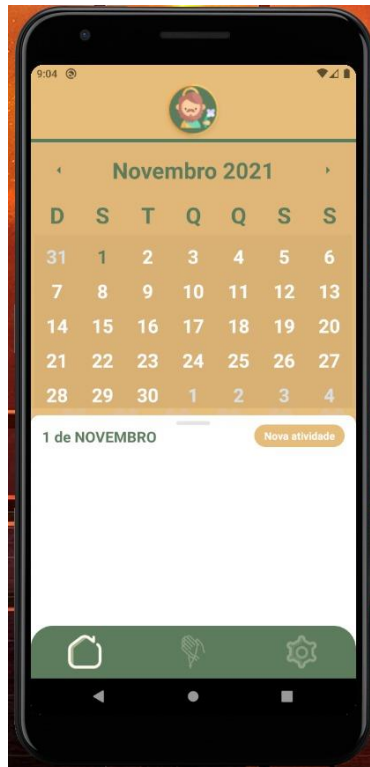 9:04
Novembro 2021
D S T Q Q S S
31 1 2 3 4 5 6
7 8 9 10 11 12 13
14 15 16 17 18 19 20
21 22 23 24 25 26 27
28 29 30 1 2 3 4
1 de NOVEMBRO
Nova atividade